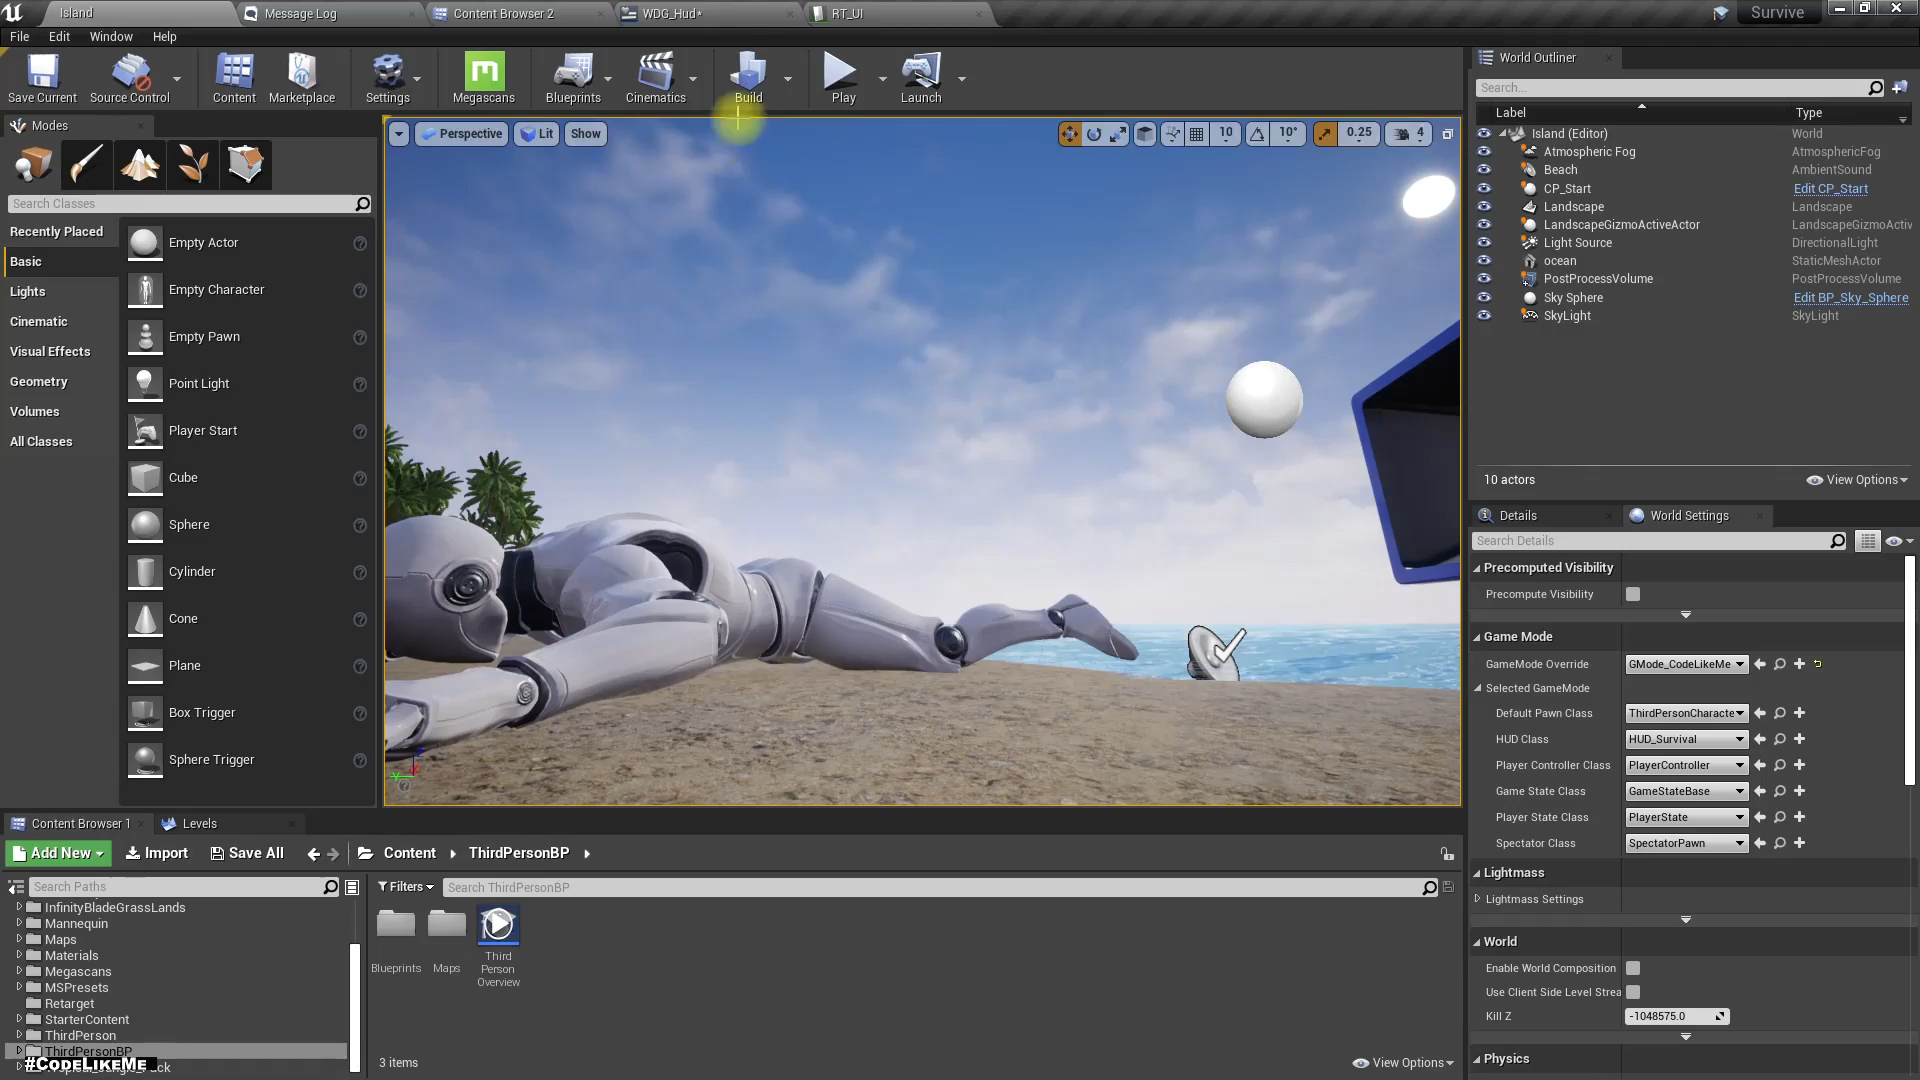 Island
Message Log
Content Browser 2
WDG_Hud*
RT_UI
Survive
File
Edit
Window
Help
Save Current
Source Control
Content
Marketplace
Settings
Megascans
Blueprints
Cinematics
Build
Play
Launch
Modes
Search Classes
Recently Placed
Basic
Lights
Cinematic
Visual Effects
Geometry
Volumes
All Classes
Empty Actor
Empty Character
Empty Pawn
Point Light
Player Start
Cube
Sphere
Cylinder
Cone
Plane
Box Trigger
Sphere Trigger
Perspective
Lit
Show
10
10°
0.25
4
World Outliner
Search...
Label
Type
Island (Editor)
World
Atmospheric Fog
AtmosphericFog
Beach
AmbientSound
CP_Start
Edit CP_Start
Landscape
Landscape
LandscapeGizmoActiveActor
LandscapeGizmoActiv
Light Source
DirectionalLight
ocean
StaticMeshActor
PostProcessVolume
PostProcessVolume
Sky Sphere
Edit BP_Sky_Sphere
SkyLight
SkyLight
10 actors
View Options
Details
World Settings
Search Details
Precomputed Visibility
Precompute Visibility
Game Mode
GameMode Override
GMode_CodeLikeMe
Selected GameMode
Default Pawn Class
ThirdPersonCharacte
HUD Class
HUD_Survival
Player Controller Class
PlayerController
Game State Class
GameStateBase
Player State Class
PlayerState
Spectator Class
SpectatorPawn
Lightmass
Lightmass Settings
World
Enable World Composition
Use Client Side Level Strea
Kill Z
-1048575.0
Physics
Content Browser 1
Levels
Add New
Import
Save All
Content
ThirdPersonBP
Search Paths
Filters
Search ThirdPersonBP
InfinityBladeGrassLands
Mannequin
Maps
Materials
Megascans
MSPresets
Retarget
StarterContent
ThirdPerson
ThirdPersonBP
#CodeLikeMe
Blueprints
Maps
Third
Person
Overview
3 items
View Options